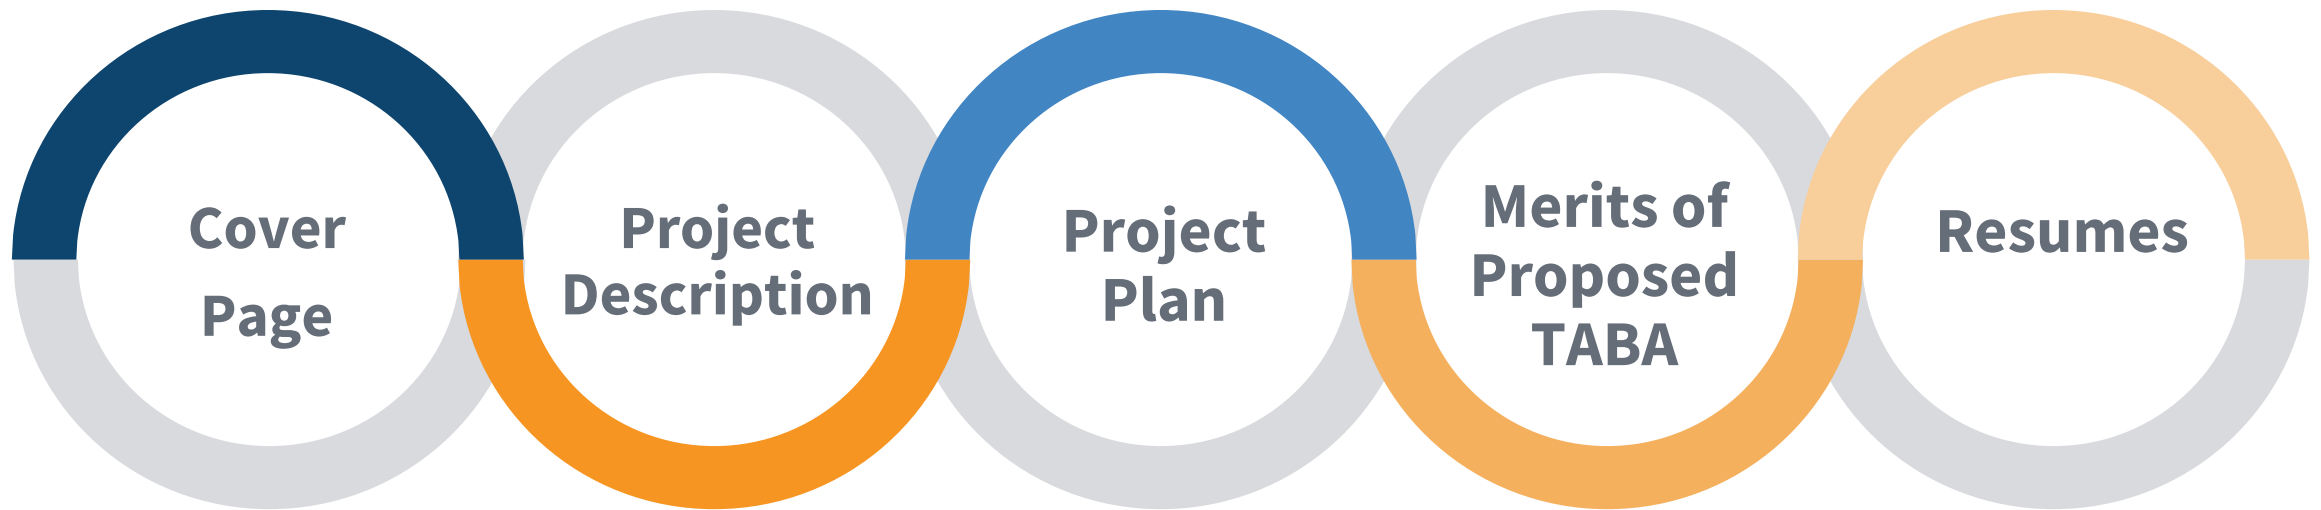 Cover
Page
Project
Description
Project
Plan
Merits of
Proposed
TABA
Resumes